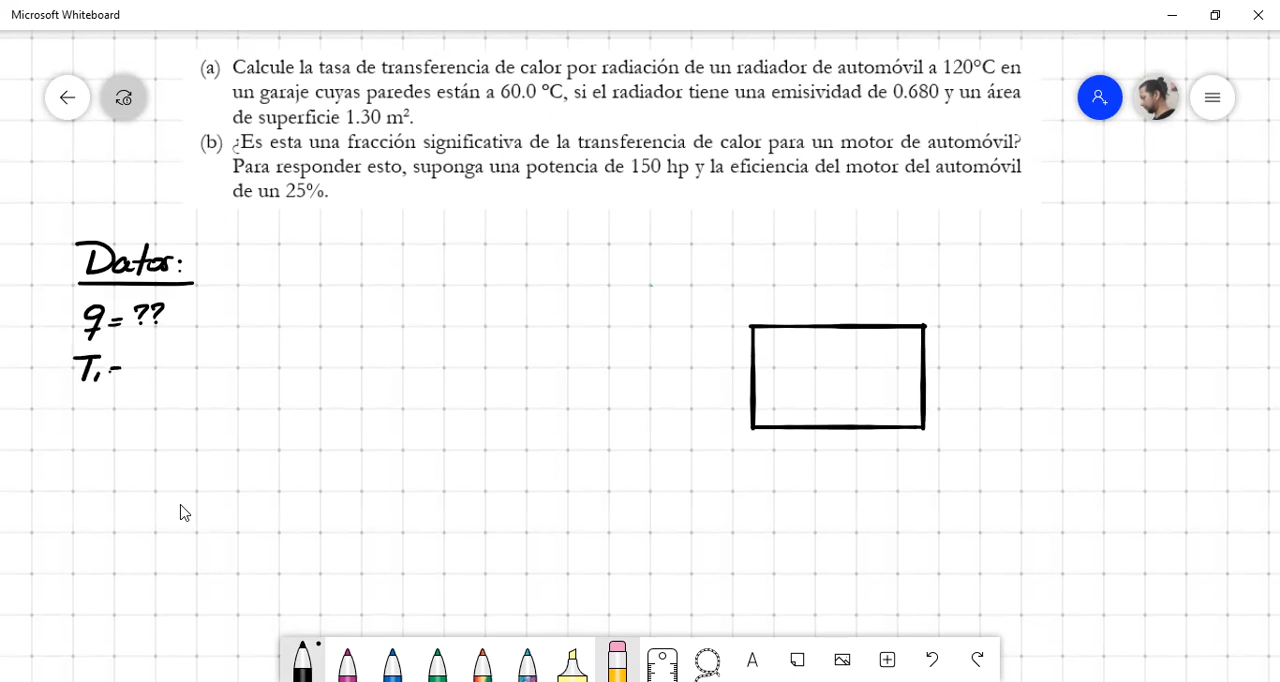 Microsoft Whiteboard
(a) Calcule la tasa de transferencia de calor por radiación de un radiador de automóvil a 120°C en
un garaje cuyas paredes están a 60.0 °C, si el radiador tiene una emisividad de 0.680 y un área
de superficie 1.30 m².
(b) ¿Es esta una fracción significativa de la transferencia de calor para un motor de automóvil?
Para responder esto, suponga una potencia de 150 hp y la eficiencia del motor del automóvil
de un 25%.
Datos:
q = ??
T₁ =
A